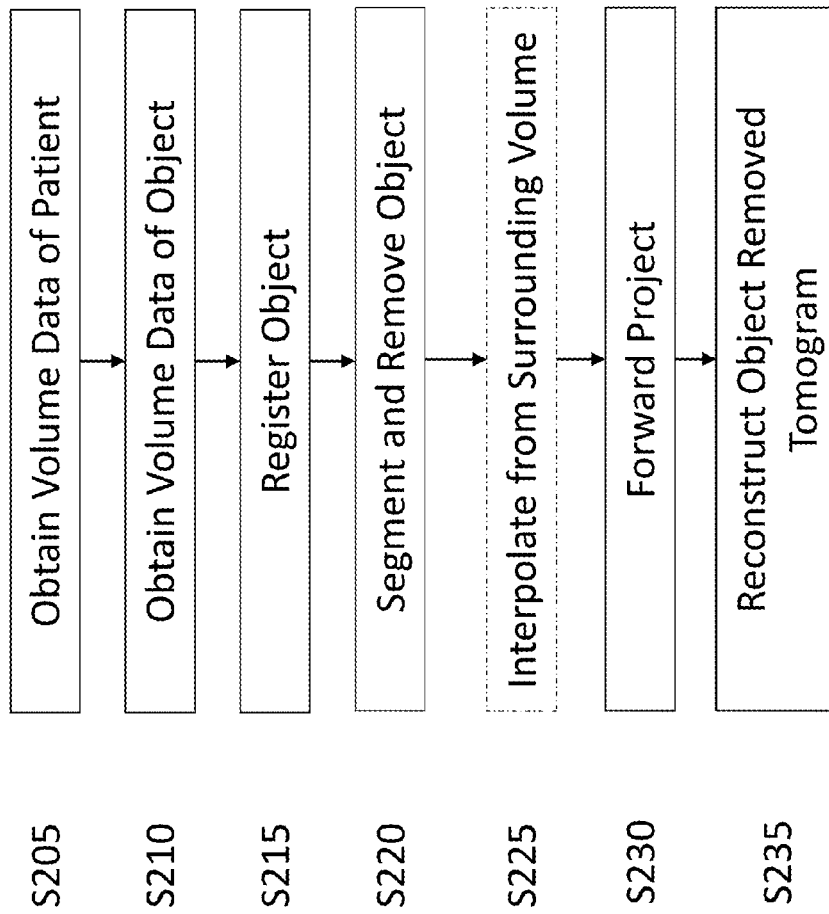 S205
Obtain Volume Data of Patient
S210
Obtain Volume Data of Object
S215
Register Object
S220
Segment and Remove Object
S225
Interpolate from Surrounding Volume
S230
Forward Project
S235
Reconstruct Object Removed
Tomogram